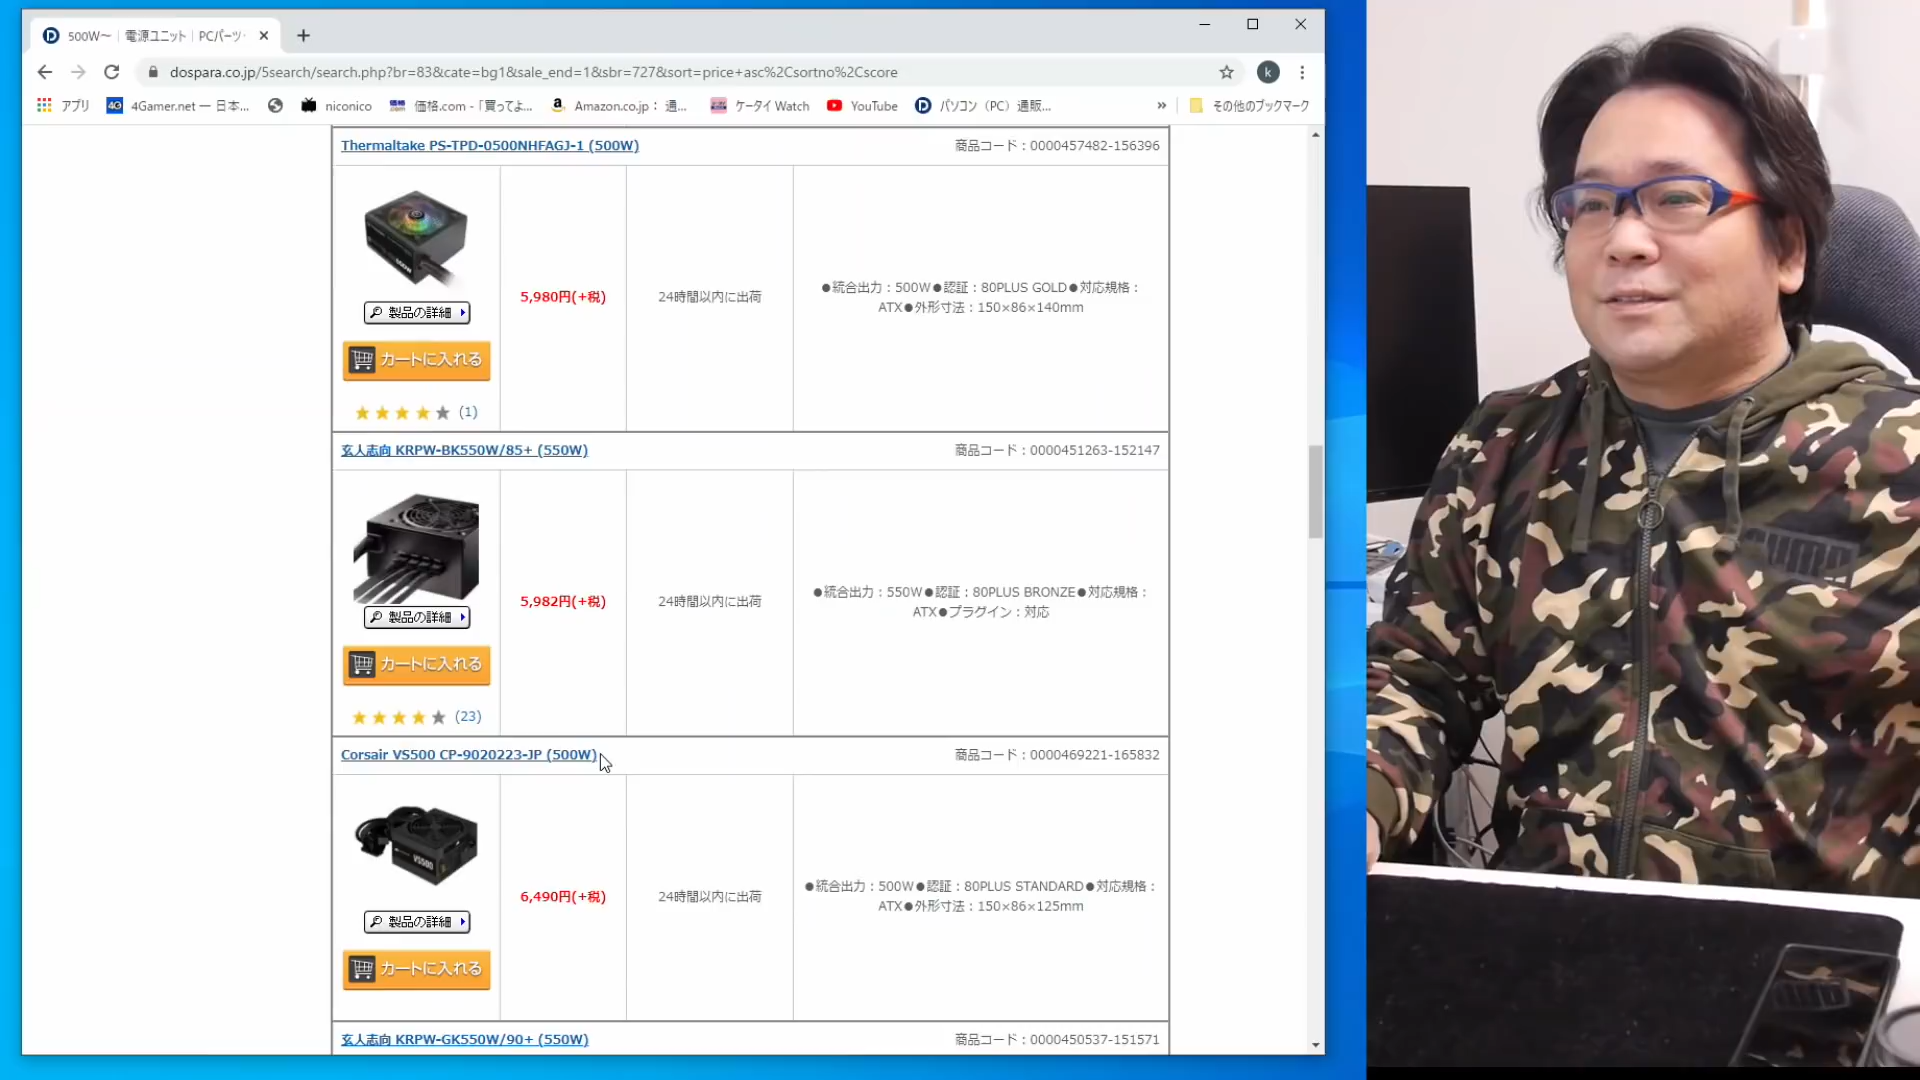 500W～｜電源ユニット｜PCパーツ
dospara.co.jp/5search/search.php?br=83&cate=bg1&sale_end=1&sbr=727&sort=price+asc%2Csortno%2Cscore
k
アプリ 4Gamer.net ― 日本... niconico 価格.com -「買ってよ... Amazon.co.jp： 通... ケータイ Watch YouTube パソコン（PC）通販... » その他のブックマーク
Thermaltake PS-TPD-0500NHFAGJ-1 (500W) 商品コード：0000457482-156396
5,980円(+税) 24時間以内に出荷
●統合出力：500W●認証：80PLUS GOLD●対応規格：
ATX●外形寸法：150×86×140mm
製品の詳細
カートに入れる
(1)
玄人志向 KRPW-BK550W/85+ (550W) 商品コード：0000451263-152147
5,982円(+税) 24時間以内に出荷
●統合出力：550W●認証：80PLUS BRONZE●対応規格：
ATX●プラグイン：対応
製品の詳細
カートに入れる
(23)
Corsair VS500 CP-9020223-JP (500W) 商品コード：0000469221-165832
VS500
6,490円(+税) 24時間以内に出荷
●統合出力：500W●認証：80PLUS STANDARD●対応規格：
ATX●外形寸法：150×86×125mm
製品の詳細
カートに入れる
玄人志向 KRPW-GK550W/90+ (550W) 商品コード：0000450537-151571
PUMA